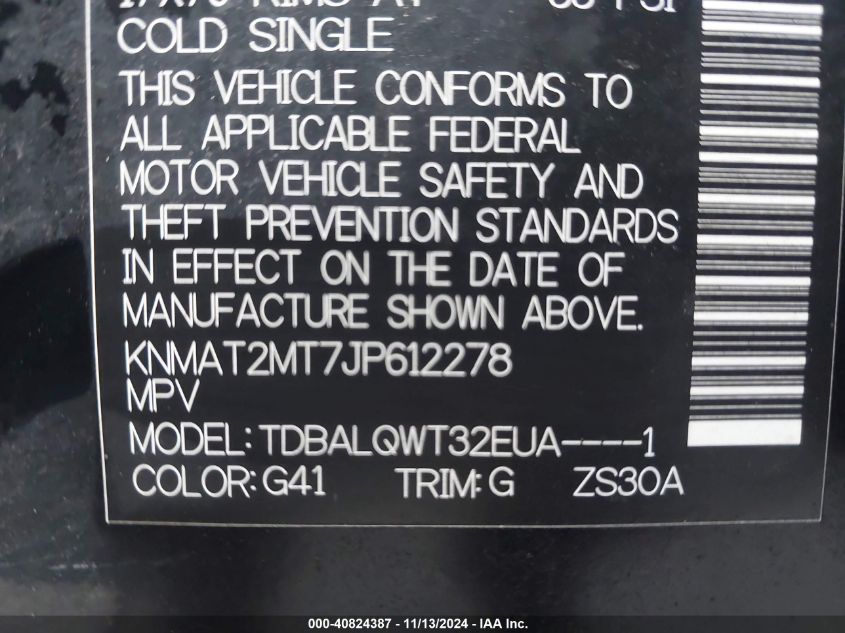 COLD SINGLE
THIS VEHICLE CONFORMS TO
ALL APPLICABLE FEDERAL
MOTOR VEHICLE SAFETY AND
THEFT PREVENTION STANDARDS
IN EFFECT ON THE DATE OF
MANUFACTURE SHOWN ABOVE.
KNMAT2MT7JP612278
MPV
MODEL: TDBALQWT32EUA----1
COLOR: G41 TRIM: G ZS30A
000-40824387 - 11/13/2024 - IAA Inc.